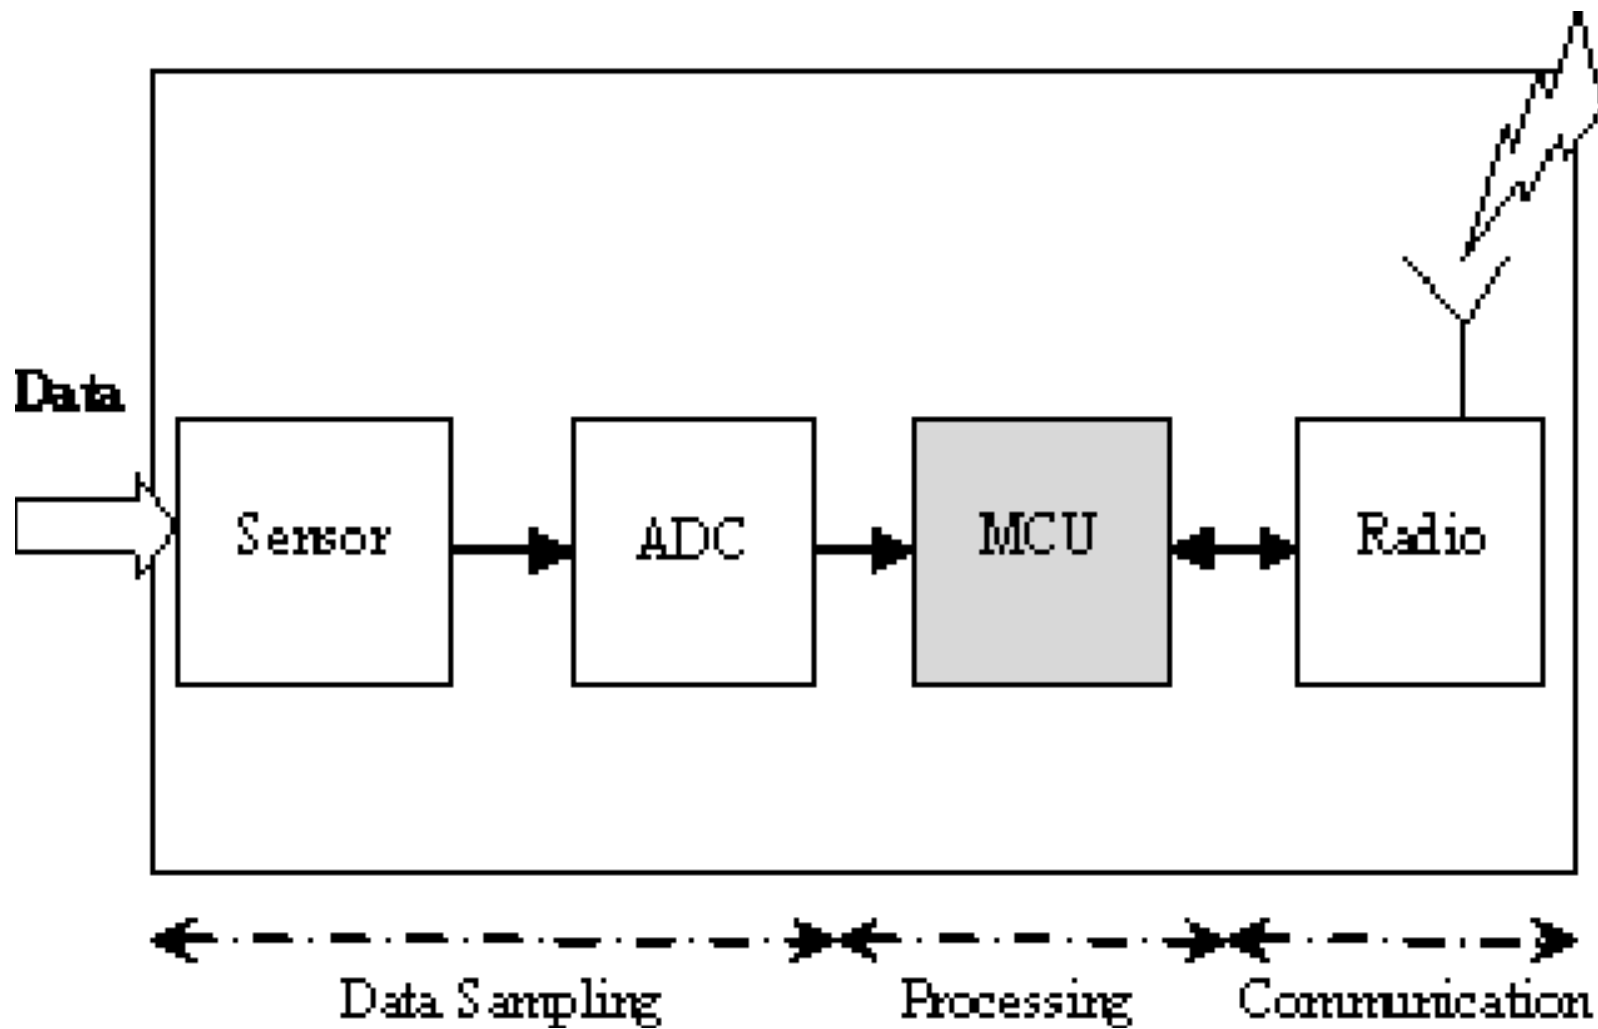 Data
Sensor
ADC
MCU
Radio
Data Sampling
Processing
Communication